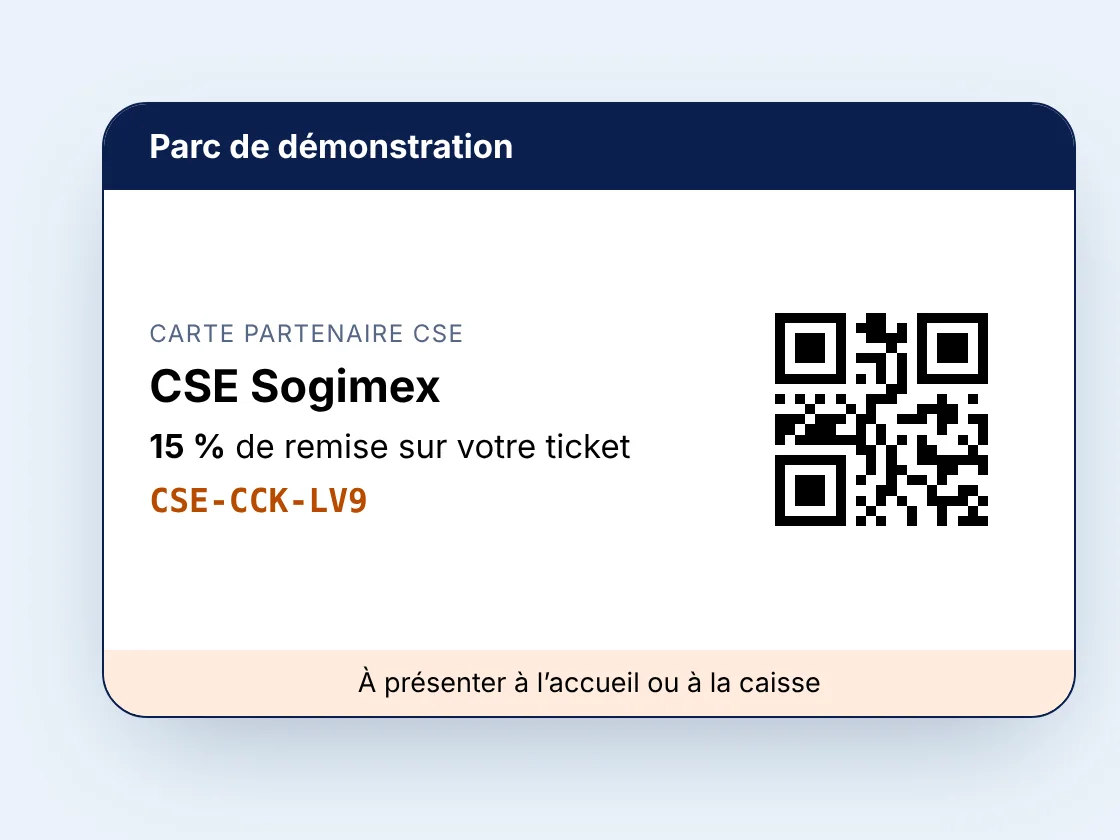 Parc de démonstration
CARTE PARTENAIRE CSE
CSE Sogimex
15 % de remise sur votre ticket
CSE-CCK-LV9
À présenter à l’accueil ou à la caisse